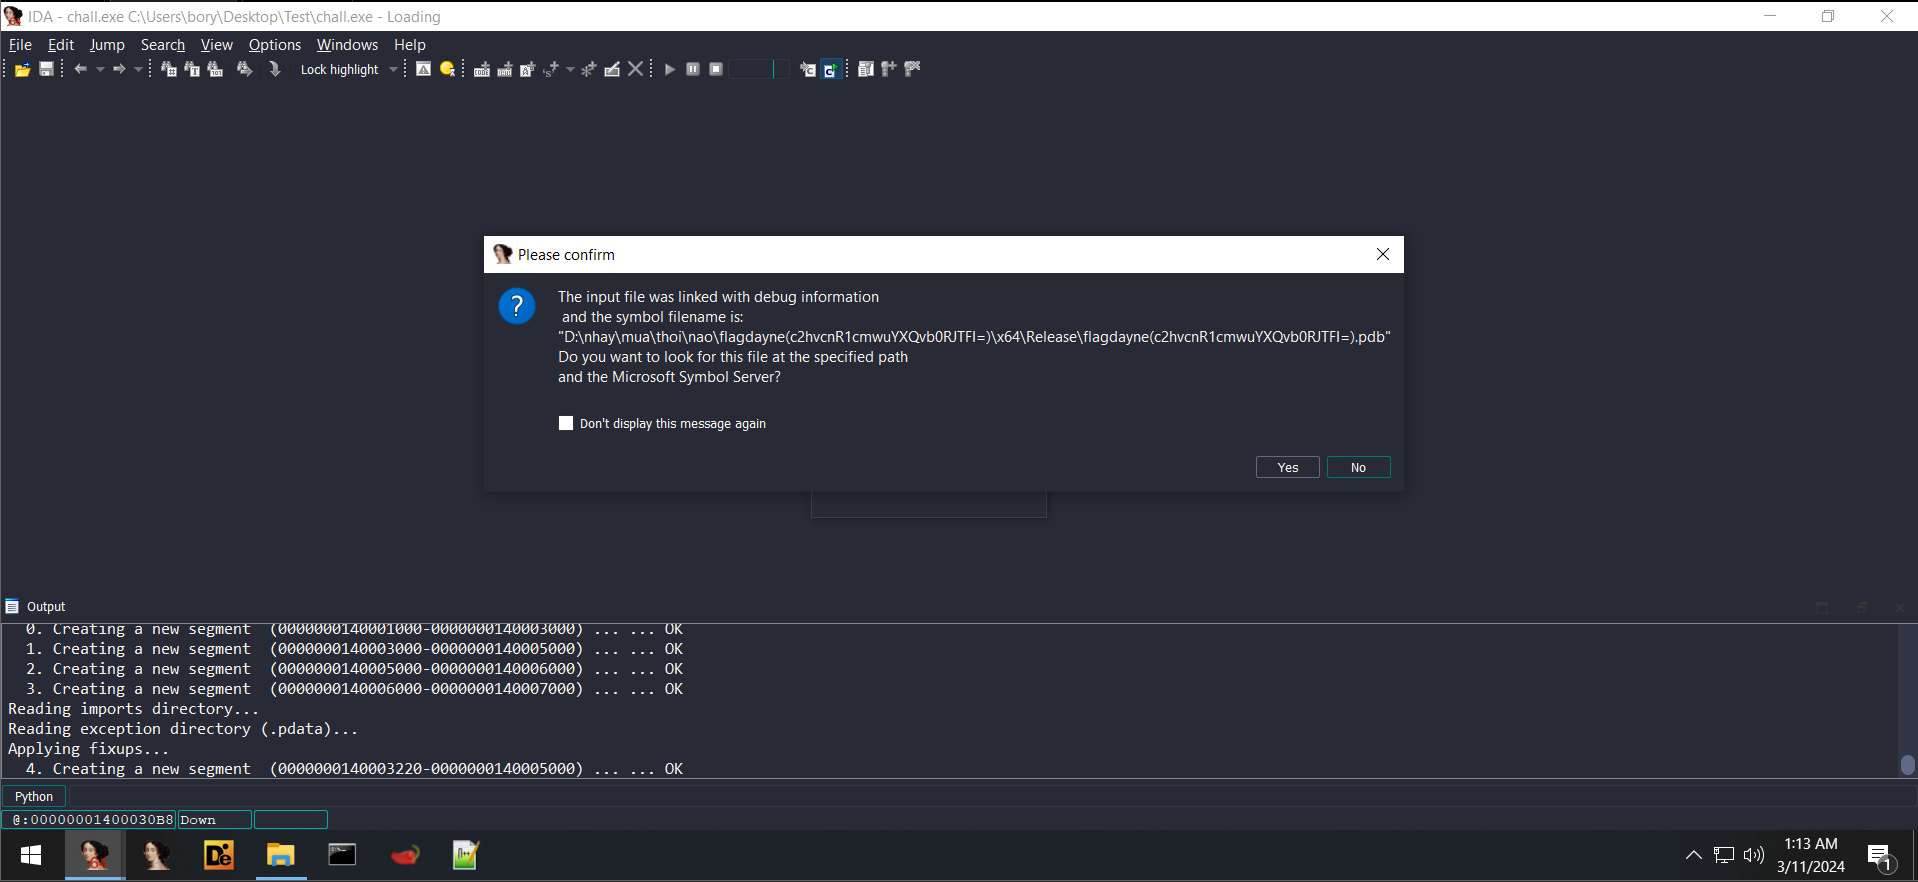 IDA - chall.exe C:\Users\bory\Desktop\Test\chall.exe - Loading
File Edit Jump Search View Options Windows Help
Lock highlight
Please confirm
The input file was linked with debug information
and the symbol filename is:
"D:\nhay\mua\thoi\nao\flagdayne(c2hvcnR1cmwuYXQvb0RJTFI=)\x64\Release\flagdayne(c2hvcnR1cmwuYXQvb0RJTFI=).pdb"
Do you want to look for this file at the specified path
and the Microsoft Symbol Server?
Don't display this message again
Yes No
Output
0. Creating a new segment (0000000140001000-0000000140003000) ... ... OK
1. Creating a new segment (0000000140003000-0000000140005000) ... ... OK
2. Creating a new segment (0000000140005000-0000000140006000) ... ... OK
3. Creating a new segment (0000000140006000-0000000140007000) ... ... OK
Reading imports directory...
Reading exception directory (.pdata)...
Applying fixups...
4. Creating a new segment (0000000140003220-0000000140005000) ... ... OK
Python
@:00000001400030B8 Down
1:13 AM
3/11/2024
1